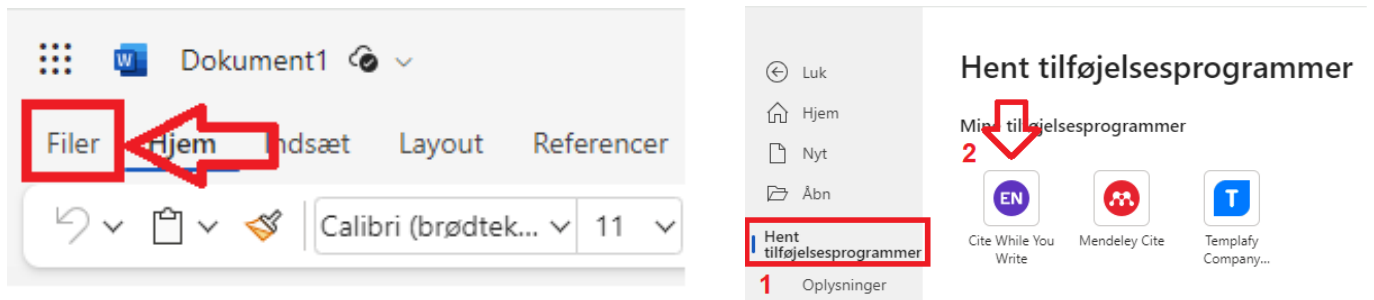 Dokument1
Filer Hjem Indsæt Layout Referencer
Calibri (brødtek... 11
Luk
Hjem
Nyt
Åbn
Hent
tilføjelsesprogrammer
1 Oplysninger
Hent tilføjelsesprogrammer
Mine tilføjelsesprogrammer
2
EN
T
Cite While You
Write
Mendeley Cite
Templafy
Company...